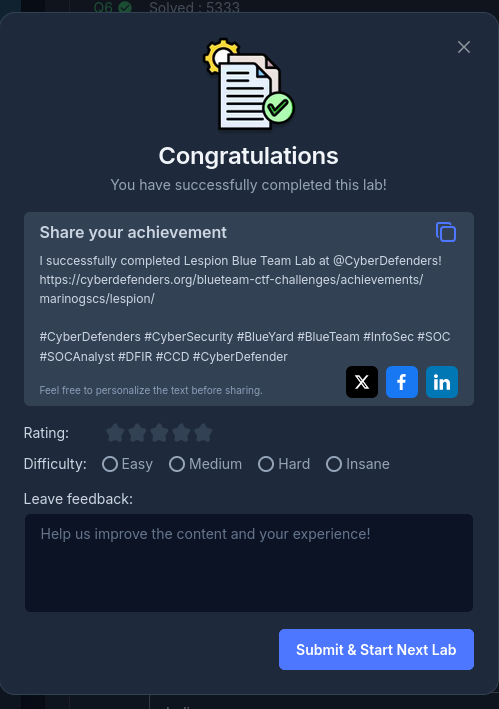 Q6 Solved : 5333
Congratulations
You have successfully completed this lab!
Share your achievement
I successfully completed Lespion Blue Team Lab at @CyberDefenders!
https://cyberdefenders.org/blueteam-ctf-challenges/achievements/
marinogscs/lespion/
#CyberDefenders #CyberSecurity #BlueYard #BlueTeam #InfoSec #SOC
#SOCAnalyst #DFIR #CCD #CyberDefender
Feel free to personalize the text before sharing.
Rating:
Difficulty: Easy Medium Hard Insane
Leave feedback:
Help us improve the content and your experience!
Submit & Start Next Lab